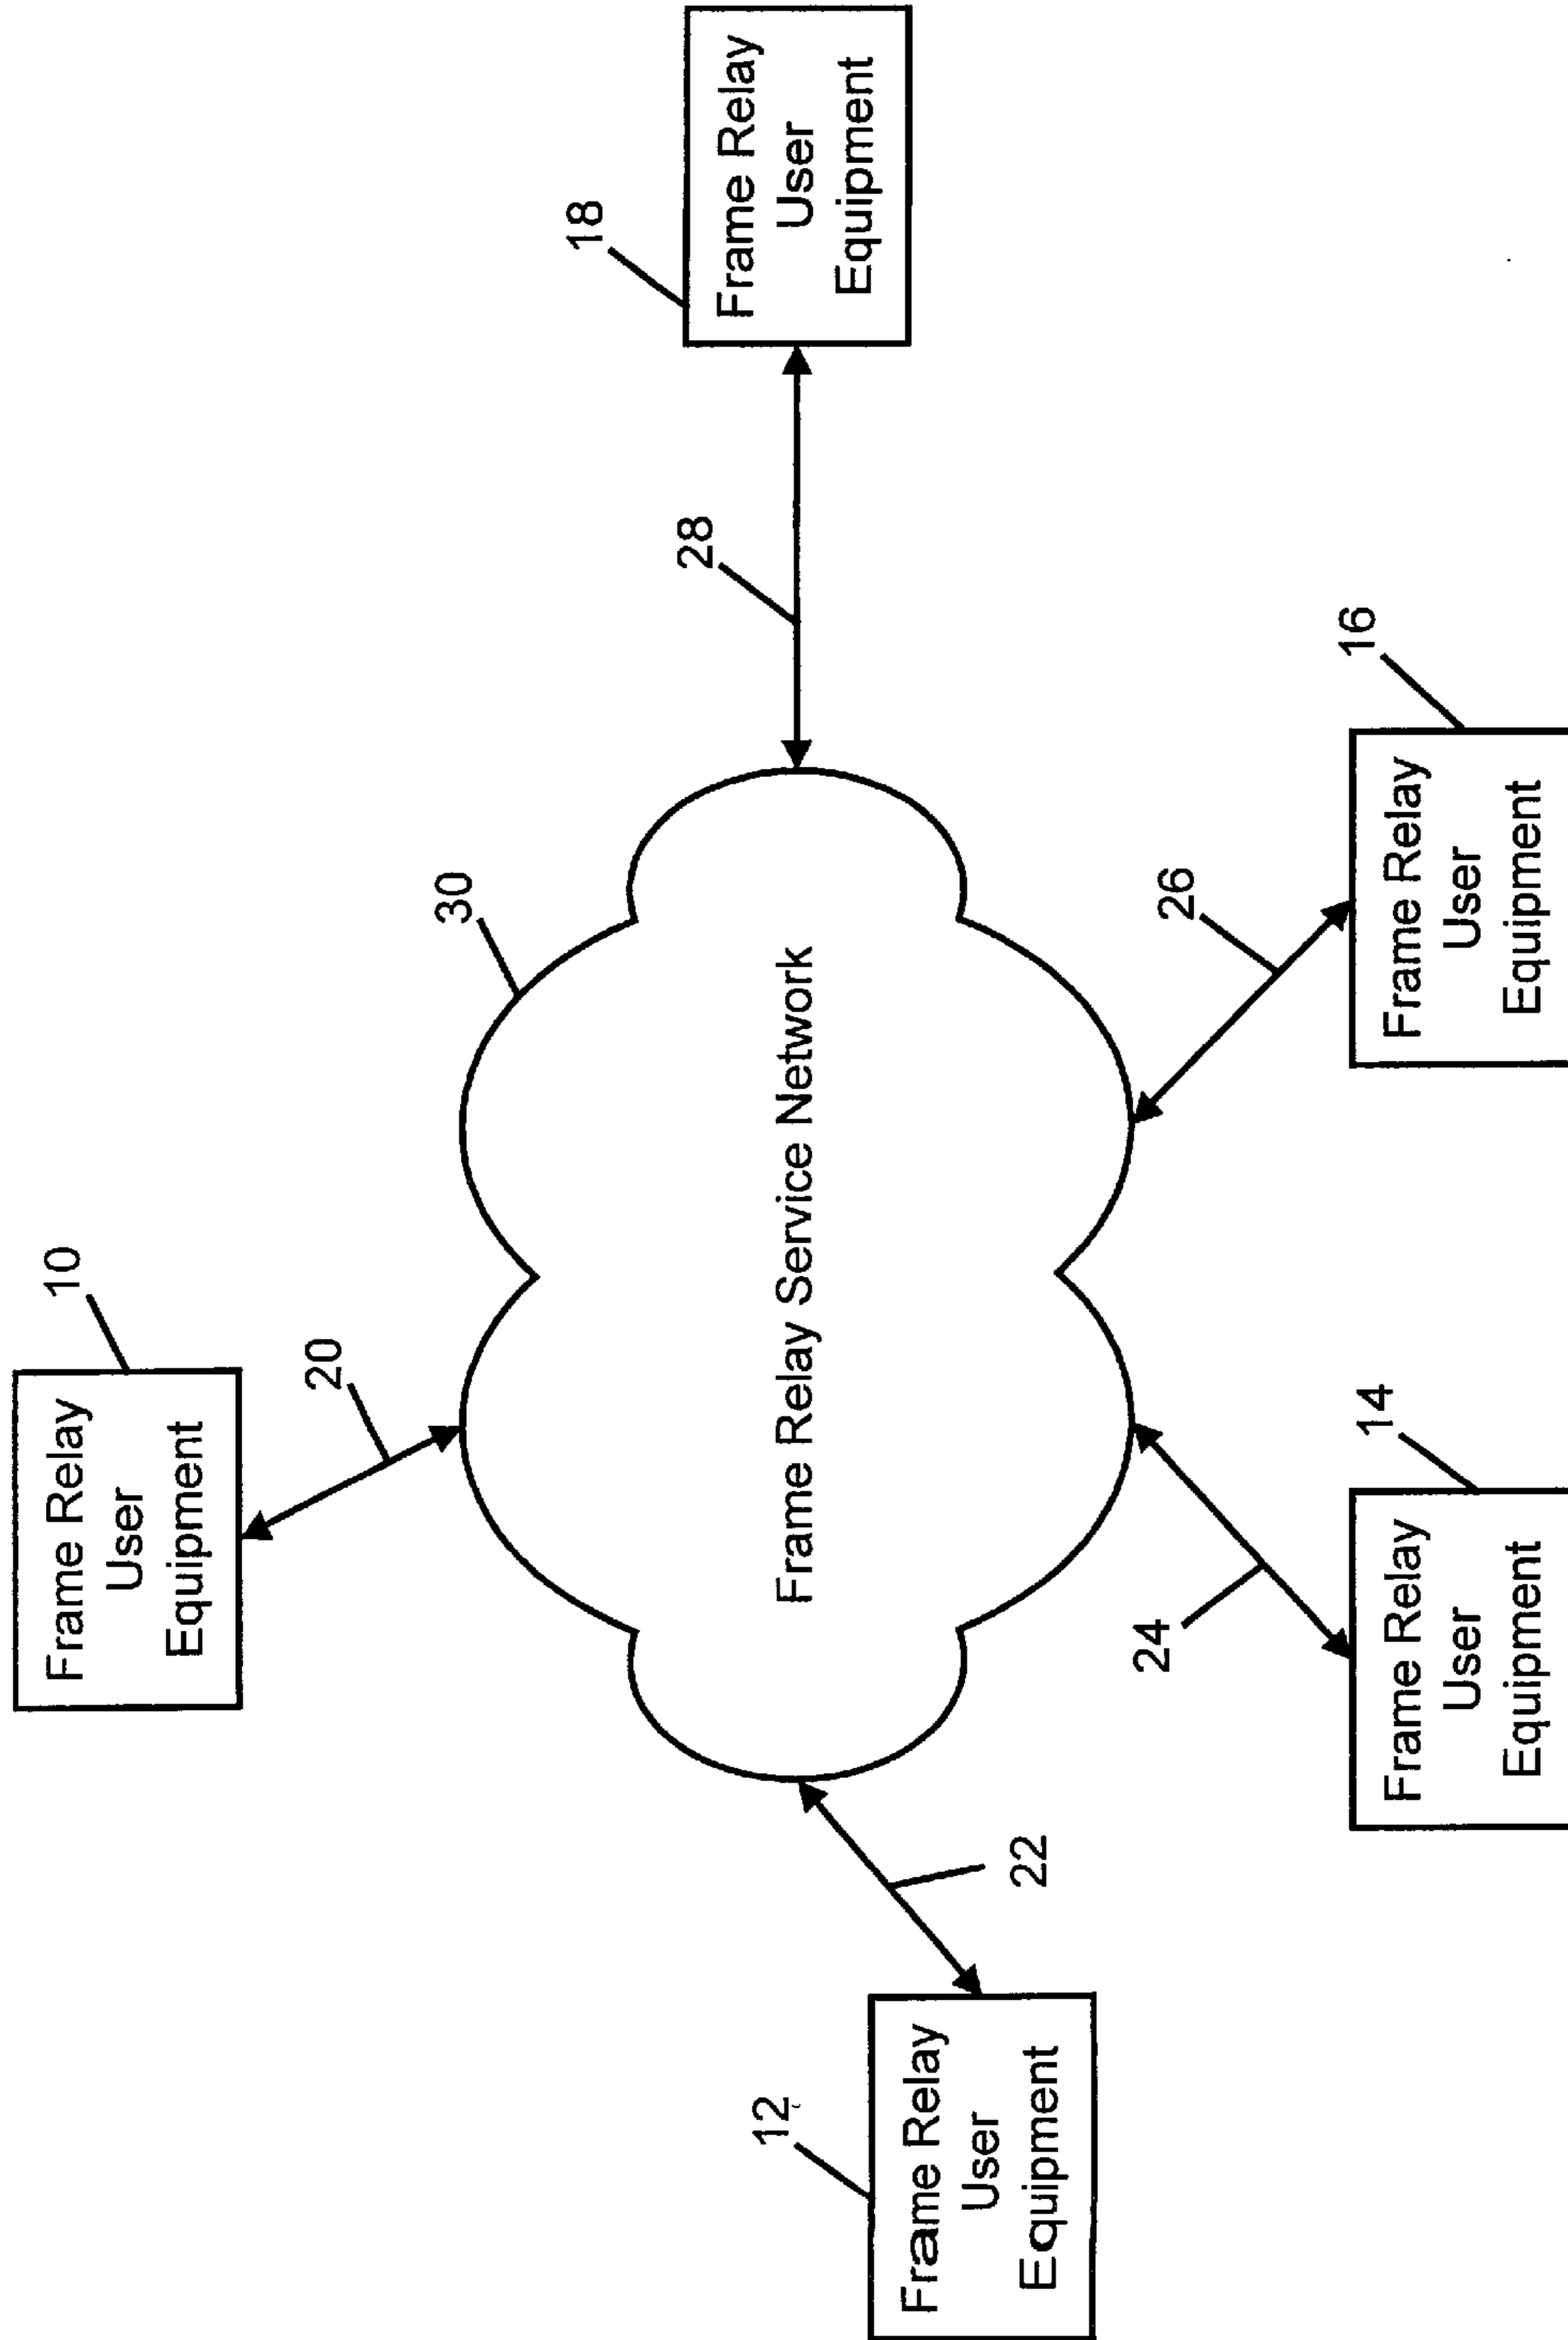 10
Frame Relay
User
Equipment
20
30
18
Frame Relay
User
Equipment
28
Frame Relay Service Network
12
Frame Relay
User
Equipment
22
24
26
14
Frame Relay
User
Equipment
16
Frame Relay
User
Equipment